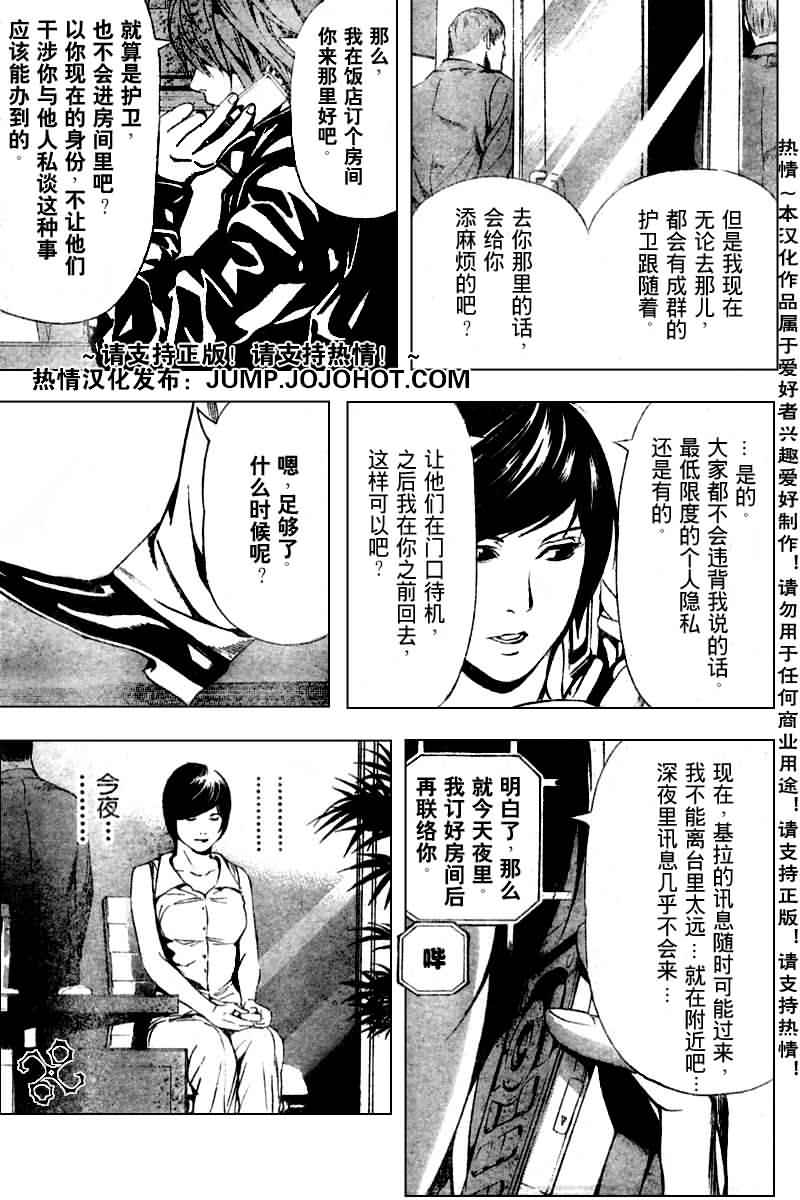 但是我现在
无论去那儿，
都会有成群的
护卫跟随着。
去你那里的话，
会给你
添麻烦的吧？
那么，
我在饭店订个房间
你来那里好吧。
就算是护卫，
也不会进房间里吧？
以你现在的身份，不让他们
干涉你与他人私谈这种事
应该能办到的。
~请支持正版！请支持热情！~
热情汉化发布：JUMP.JOJOHOT.COM
…是的。
大家都不会违背我说的话。
最低限度的个人隐私
还是有的。
让他们在门口待机，
之后我在你之前回去，
这样可以吧？
嗯，足够了。
什么时候呢？
现在，基拉的讯息随时可能过来，
我不能离台里太远…就在附近吧…
深夜里讯息几乎不会来…
明白了，那么
就今天夜里。
我订好房间后
再联络你。
哔
…………
今夜……
热情~本汉化作品属于爱好者兴趣爱好制作！请勿用于任何商业用途！请支持正版！请支持热情！